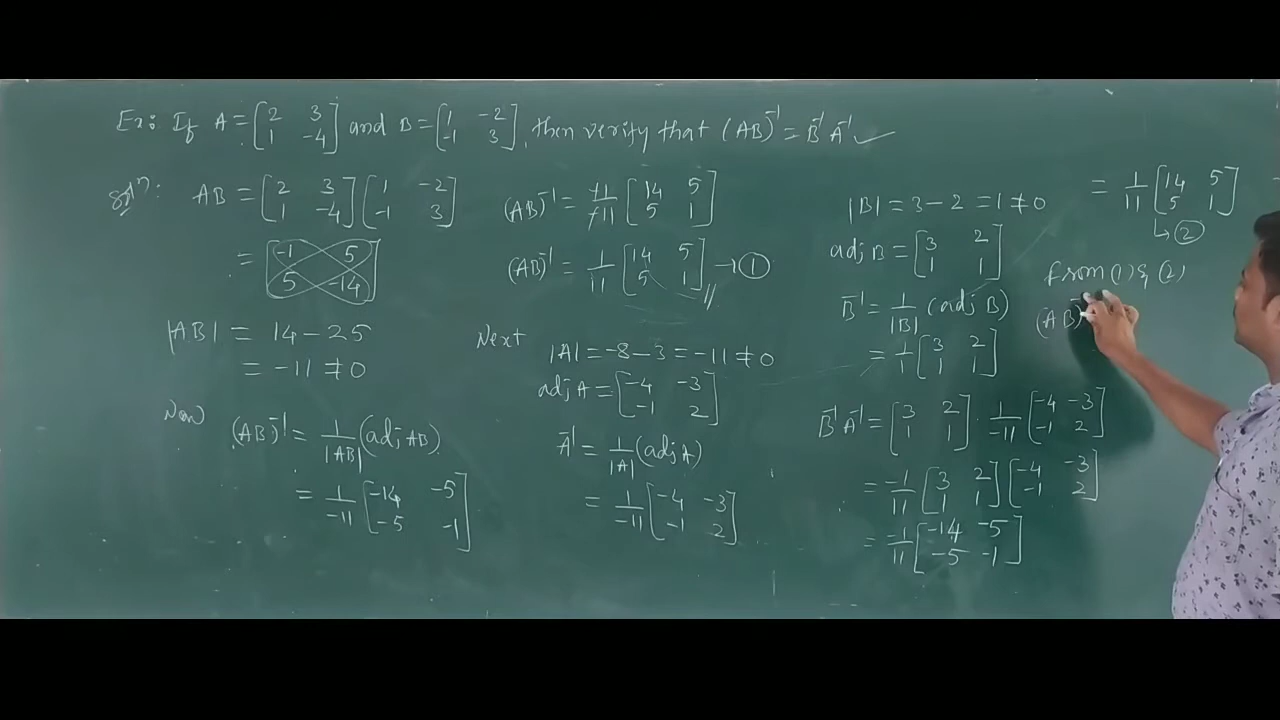 Ex: If A = [2 3 1 -4] and B = [1 -2 -1 3], then verify that (AB)⁻¹ = B⁻¹ A⁻¹ ✓
Solⁿ: AB = [2 3 1 -4] [1 -2 -1 3]
= [-1 5 5 -14]
|AB| = 14 - 25
= -11 ≠ 0
Now
(AB)⁻¹ = 1/|AB| (adj AB)
= 1/-11 [-14 -5 -5 -1]
(AB)⁻¹ = +1/+11 [14 5 5 1]
(AB)⁻¹ = 1/11 [14 5 5 1] → ①
Next
|A| = -8 - 3 = -11 ≠ 0
adj A = [-4 -3 -1 2]
A⁻¹ = 1/|A| (adj A)
= 1/-11 [-4 -3 -1 2]
|B| = 3 - 2 = 1 ≠ 0
adj B = [3 2 1 1]
B⁻¹ = 1/|B| (adj B)
= 1/1 [3 2 1 1]
B⁻¹ A⁻¹ = [3 2 1 1] · 1/-11 [-4 -3 -1 2]
= -1/11 [3 2 1 1] [-4 -3 -1 2]
= -1/11 [-14 -5 -5 -1]
= 1/11 [14 5 5 1]
↳ ②
from (1) & (2)
(AB)⁻